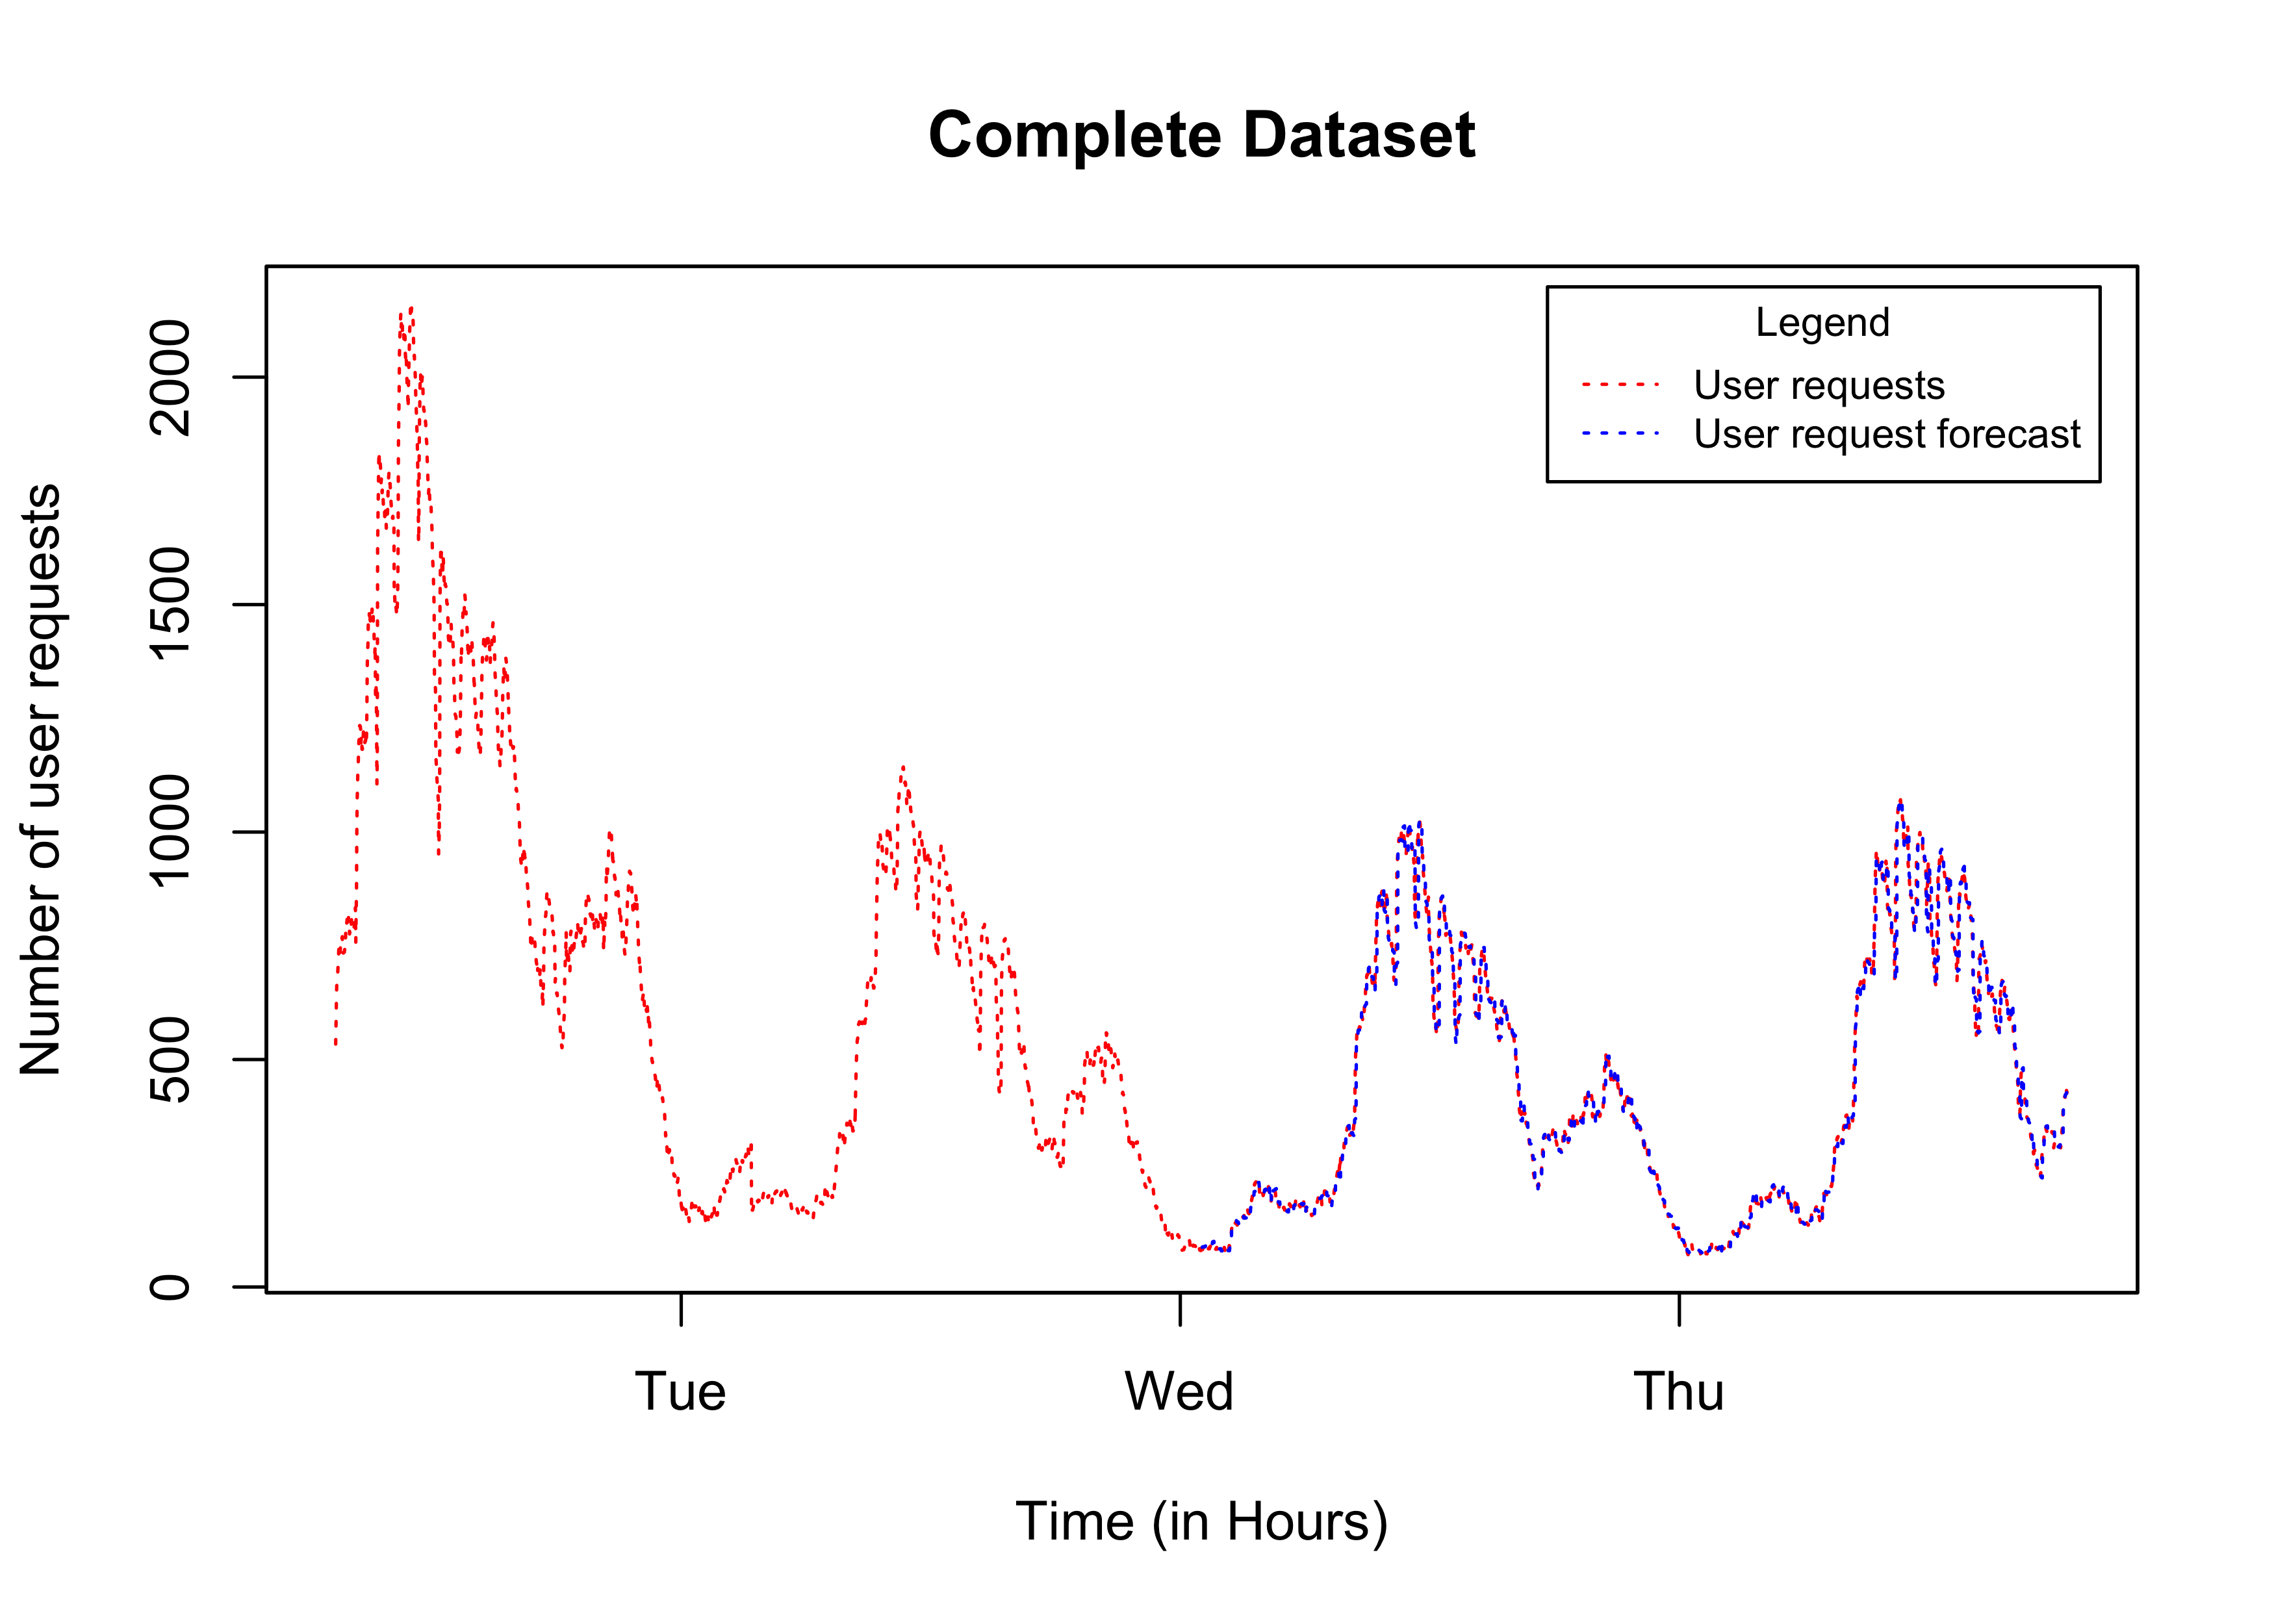 Complete Dataset
Legend
User requests
User request forecast
Number of user requests
2000
1500
1000
500
0
Tue
Wed
Thu
Time (in Hours)